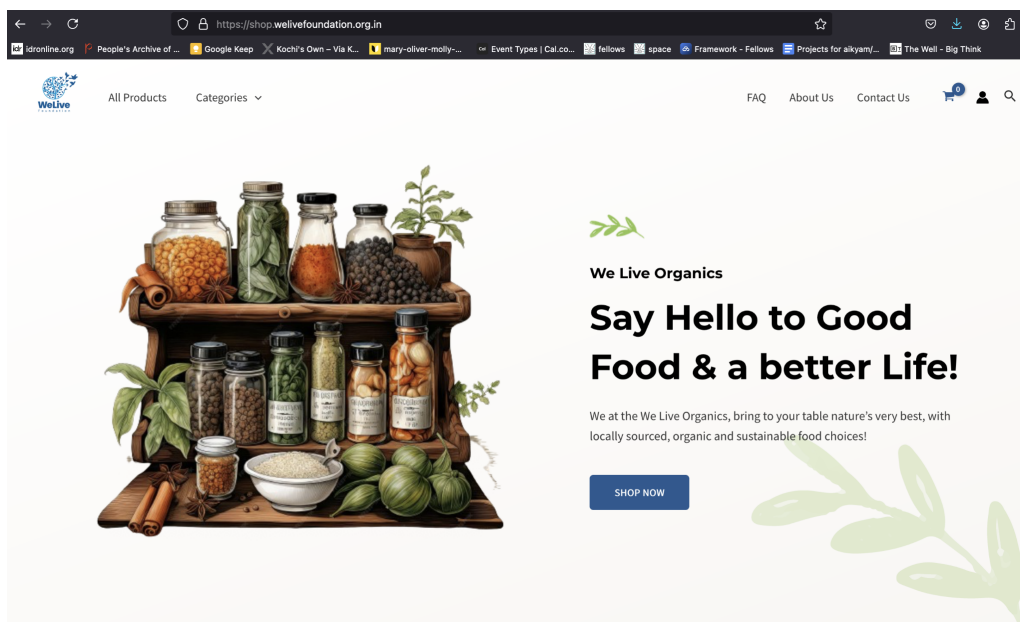 https://shop.welivefoundation.org.in
idr idronline.org People's Archive of ... Google Keep Kochi's Own – Via K... mary-oliver-molly-... Cal Event Types | Cal.co... fellows space Framework - Fellows Projects for aikyam/... BT The Well - Big Think
WeLive
Foundation
All Products Categories FAQ About Us Contact Us 0
We Live Organics
Say Hello to Good
Food & a better Life!
We at the We Live Organics, bring to your table nature's very best, with
locally sourced, organic and sustainable food choices!
SHOP NOW